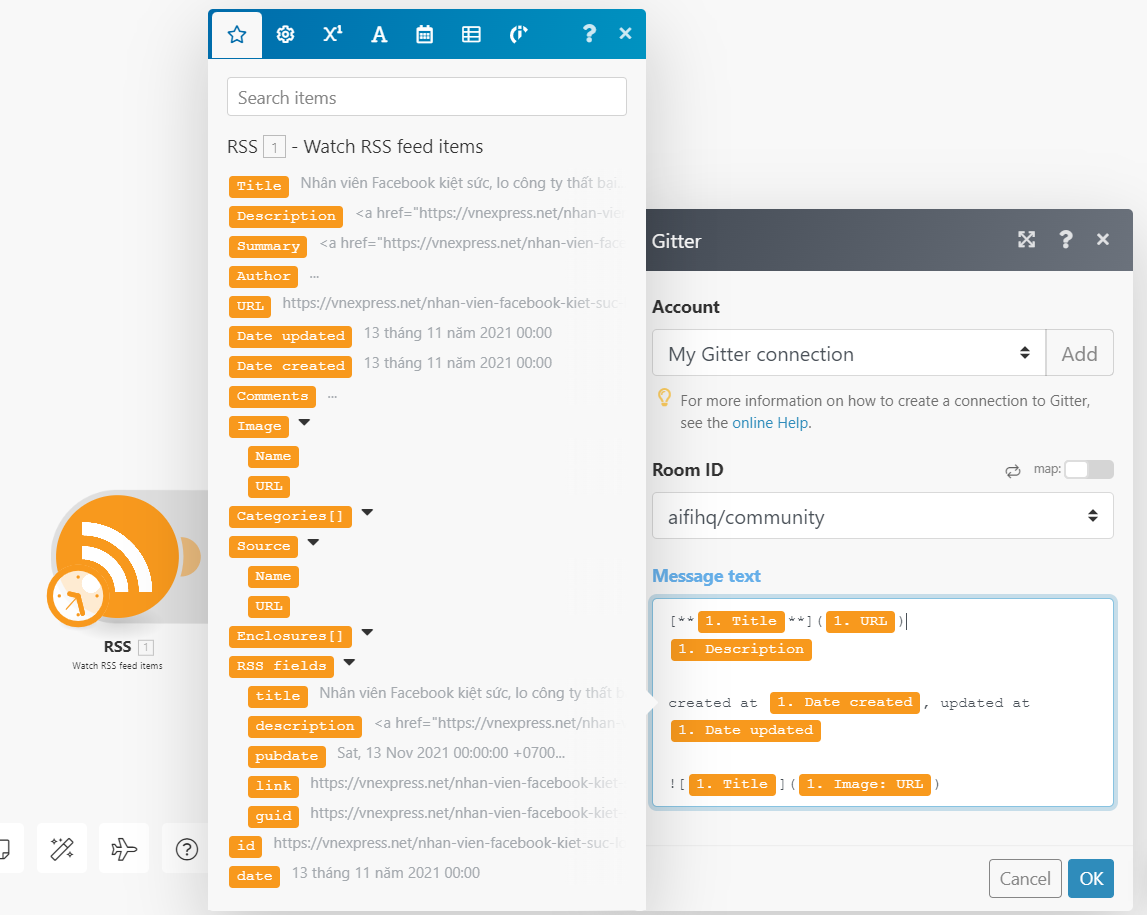 Search items
RSS 1 - Watch RSS feed items
Title Nhân viên Facebook kiệt sức, lo công ty thất bại...
Description <a href="https://vnexpress.net/nhan-vie
Summary <a href="https://vnexpress.net/nhan-vien-face
Author ...
URL https://vnexpress.net/nhan-vien-facebook-kiet-suc-
Date updated 13 tháng 11 năm 2021 00:00
Date created 13 tháng 11 năm 2021 00:00
Comments ...
Image
Name
URL
Categories[]
Source
Name
URL
Enclosures[]
RSS fields
title Nhân viên Facebook kiệt sức, lo công ty thất b
description <a href="https://vnexpress.net/nhan-
pubdate Sat, 13 Nov 2021 00:00:00 +0700...
link https://vnexpress.net/nhan-vien-facebook-kiet-
guid https://vnexpress.net/nhan-vien-facebook-kiet-
id https://vnexpress.net/nhan-vien-facebook-kiet-suc-l
date 13 tháng 11 năm 2021 00:00
RSS 1
Watch RSS feed items
Gitter
Account
My Gitter connection
Add
For more information on how to create a connection to Gitter,
see the online Help.
Room ID
map:
aifihq/community
Message text
[** 1. Title **]( 1. URL )
1. Description
created at 1. Date created , updated at
1. Date updated
![ 1. Title ]( 1. Image: URL )
Cancel
OK